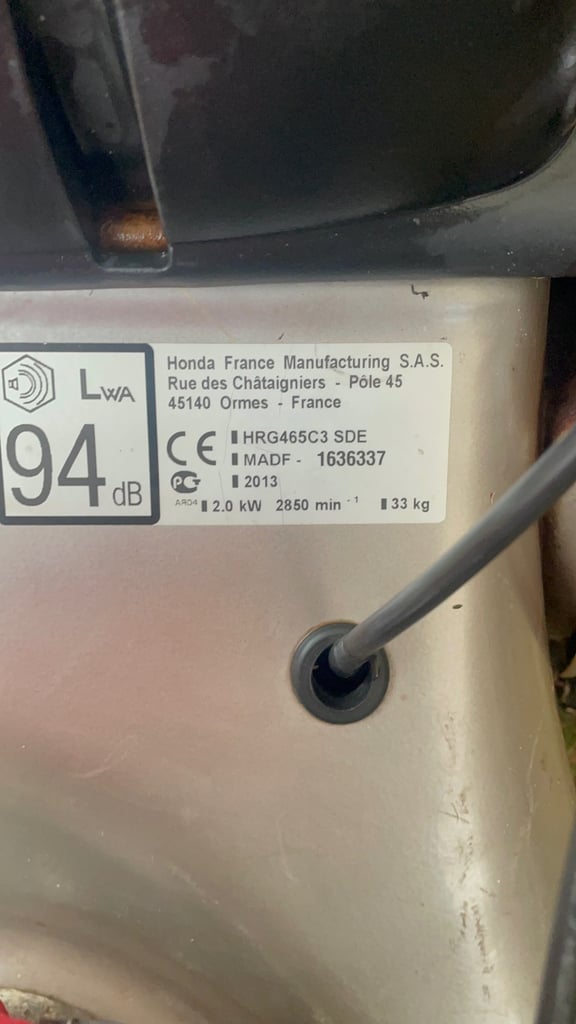 LWA
94 dB
Honda France Manufacturing S.A.S.
Rue des Châtaigniers - Pôle 45
45140 Ormes - France
CE
HRG465C3 SDE
MADF - 1636337
2013
АЯ04 2.0 kW 2850 min -1 33 kg